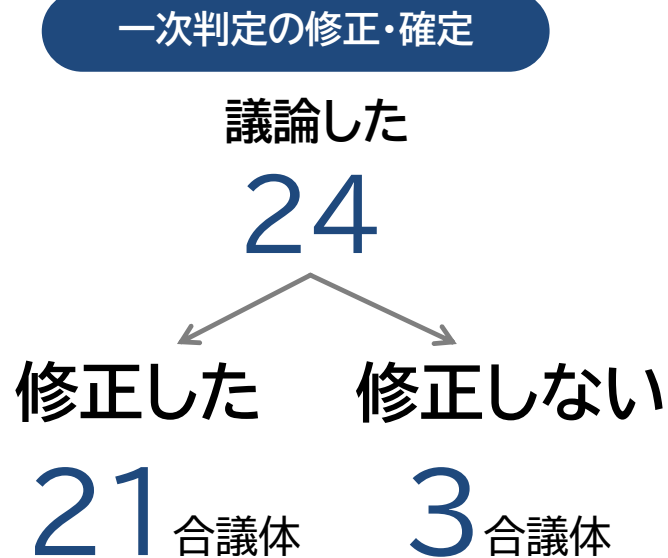 一次判定の修正・確定
議論した
24
修正した 修正しない
21合議体 3合議体